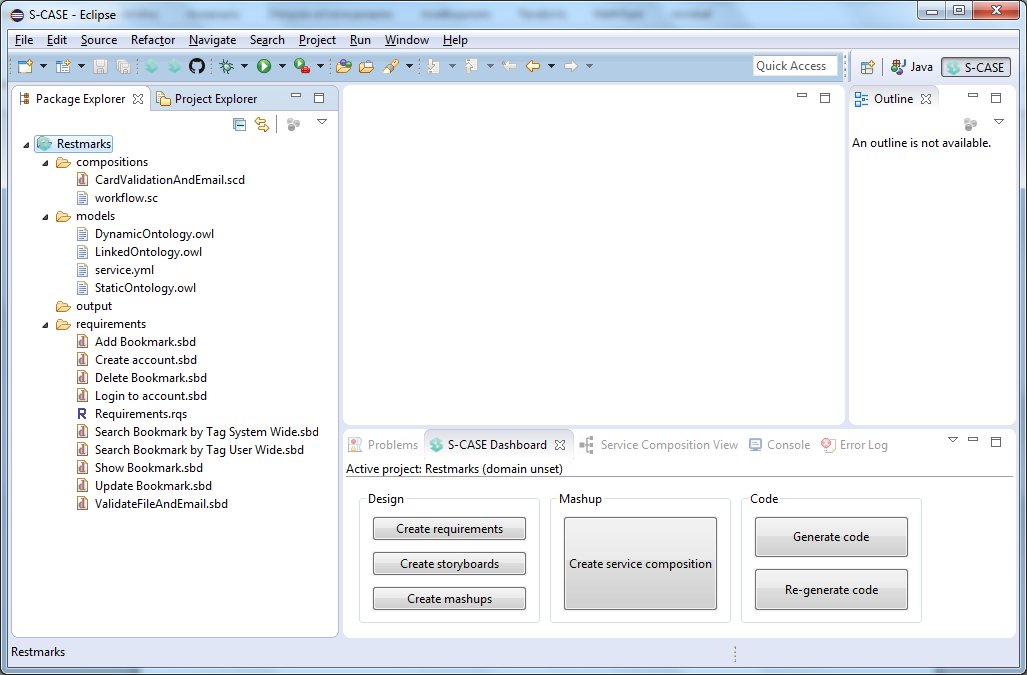 S-CASE - Eclipse
File Edit Source Refactor Navigate Search Project Run Window Help
Quick Access
Java
S-CASE
Package Explorer
Project Explorer
Outline
Restmarks
An outline is not available.
compositions
CardValidationAndEmail.scd
workflow.sc
models
DynamicOntology.owl
LinkedOntology.owl
service.yml
StaticOntology.owl
output
requirements
Add Bookmark.sbd
Create account.sbd
Delete Bookmark.sbd
Login to account.sbd
Requirements.rqs
Search Bookmark by Tag System Wide.sbd
Search Bookmark by Tag User Wide.sbd
Show Bookmark.sbd
Update Bookmark.sbd
ValidateFileAndEmail.sbd
Problems
S-CASE Dashboard
Service Composition View
Console
Error Log
Active project: Restmarks (domain unset)
Design
Create requirements
Create storyboards
Create mashups
Mashup
Create service composition
Code
Generate code
Re-generate code
Restmarks